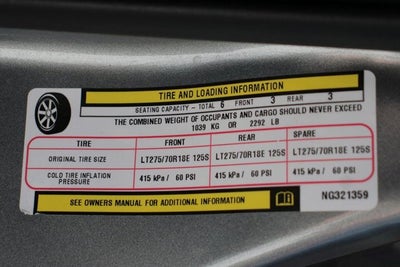 TIRE AND LOADING INFORMATION
SEATING CAPACITY - TOTAL 6 FRONT 3 REAR 3
THE COMBINED WEIGHT OF OCCUPANTS AND CARGO SHOULD NEVER EXCEED
1039 KG OR 2292 LB
TIRE FRONT REAR SPARE
ORIGINAL TIRE SIZE LT275/70R18E 125S LT275/70R18E 125S LT275/70R18E 125S
COLD TIRE INFLATION PRESSURE 415 kPa / 60 PSI 415 kPa / 60 PSI 415 kPa / 60 PSI
SEE OWNERS MANUAL FOR ADDITIONAL INFORMATION
NG321359